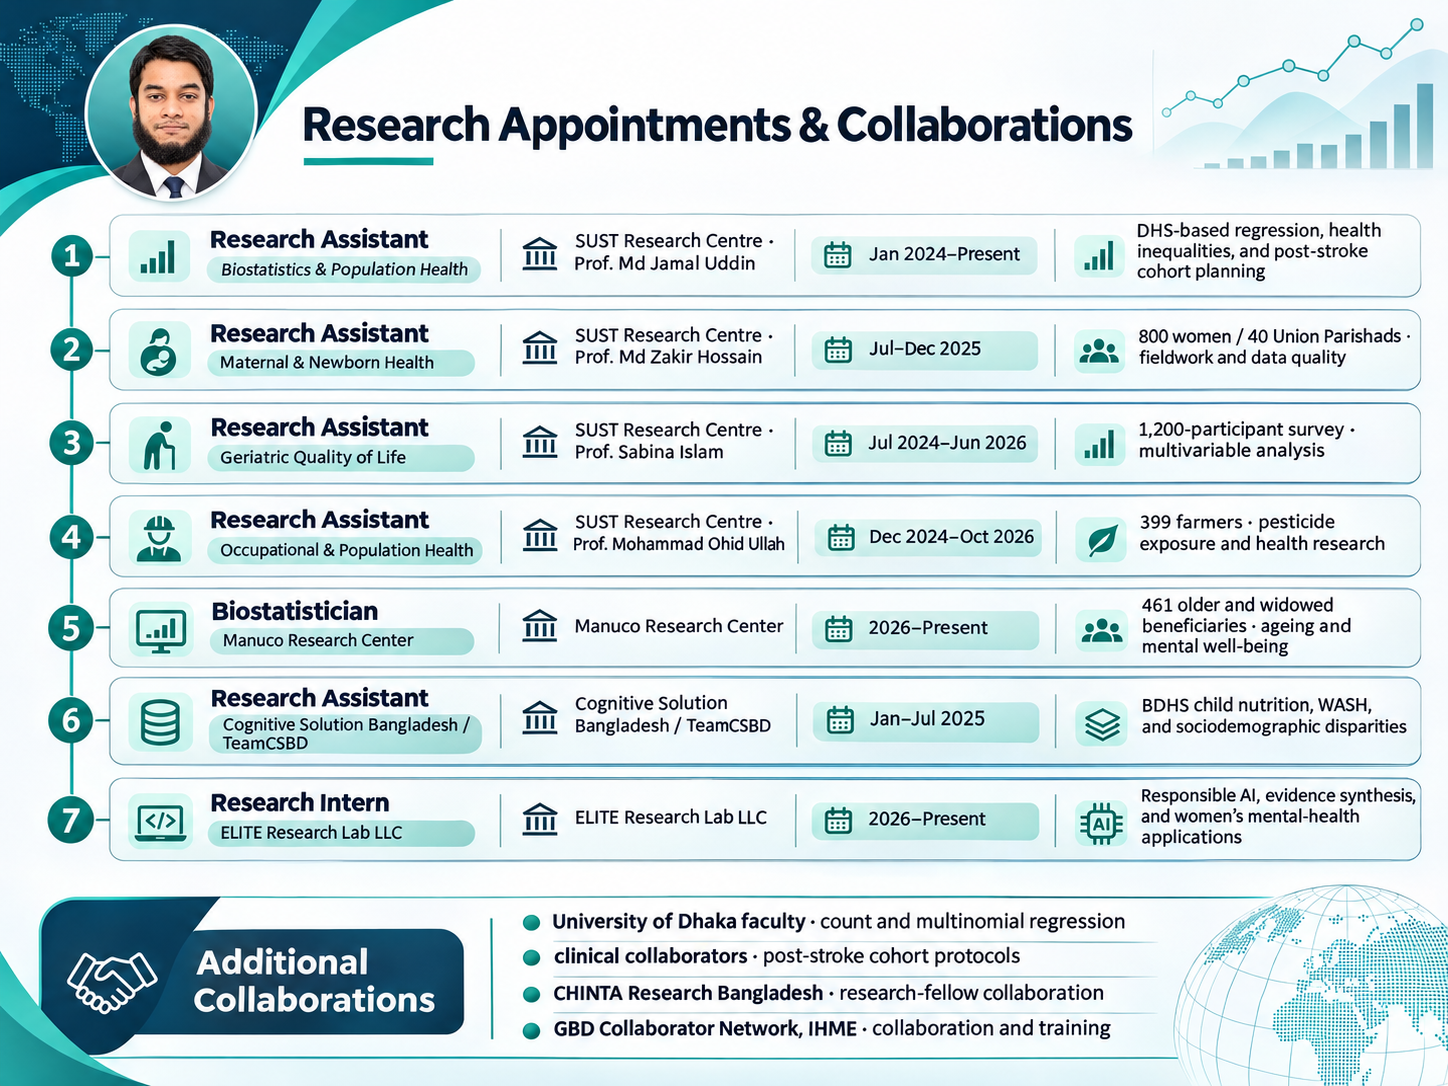 Research Appointments & Collaborations
1
Research Assistant
Biostatistics & Population Health
SUST Research Centre ·
Prof. Md Jamal Uddin
Jan 2024–Present
DHS-based regression, health
inequalities, and post-stroke
cohort planning
2
Research Assistant
Maternal & Newborn Health
SUST Research Centre ·
Prof. Md Zakir Hossain
Jul–Dec 2025
800 women / 40 Union Parishads ·
fieldwork and data quality
3
Research Assistant
Geriatric Quality of Life
SUST Research Centre ·
Prof. Sabina Islam
Jul 2024–Jun 2026
1,200-participant survey ·
multivariable analysis
4
Research Assistant
Occupational & Population Health
SUST Research Centre ·
Prof. Mohammad Ohid Ullah
Dec 2024–Oct 2026
399 farmers · pesticide
exposure and health research
5
Biostatistician
Manuco Research Center
Manuco Research Center
2026–Present
461 older and widowed
beneficiaries · ageing and
mental well-being
6
Research Assistant
Cognitive Solution Bangladesh /
TeamCSBD
Cognitive Solution
Bangladesh / TeamCSBD
Jan–Jul 2025
BDHS child nutrition, WASH,
and sociodemographic disparities
7
Research Intern
ELITE Research Lab LLC
ELITE Research Lab LLC
2026–Present
AI
Responsible AI, evidence synthesis,
and women's mental-health
applications
Additional
Collaborations
University of Dhaka faculty · count and multinomial regression
clinical collaborators · post-stroke cohort protocols
CHINTA Research Bangladesh · research-fellow collaboration
GBD Collaborator Network, IHME · collaboration and training